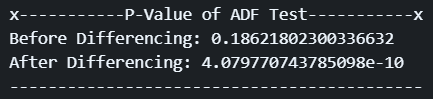 x-----------P-Value of ADF Test-----------x
Before Differencing: 0.18621802300336632
After Differencing: 4.079770743785098e-10
-------------------------------------------